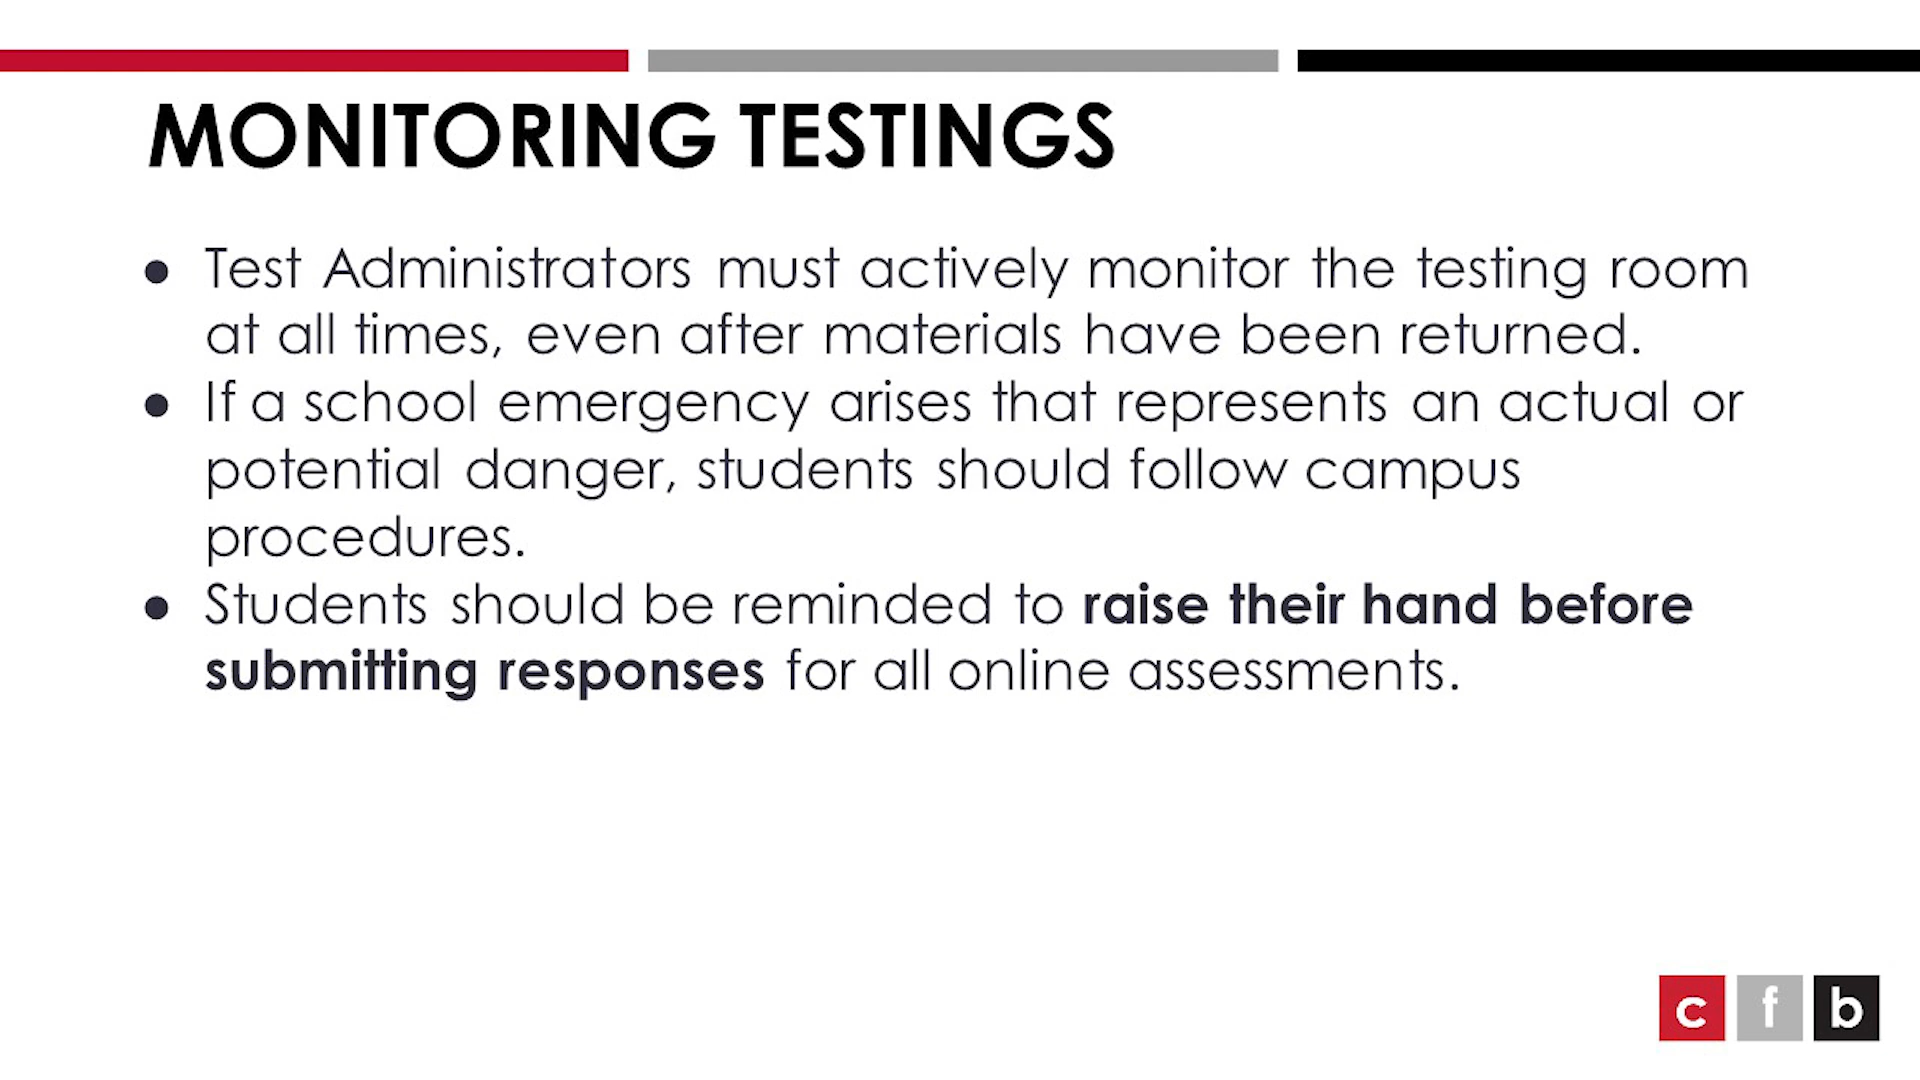 MONITORING TESTINGS
● Test Administrators must actively monitor the testing room
at all times, even after materials have been returned.
● If a school emergency arises that represents an actual or
potential danger, students should follow campus
procedures.
● Students should be reminded to raise their hand before
submitting responses for all online assessments.
c f b